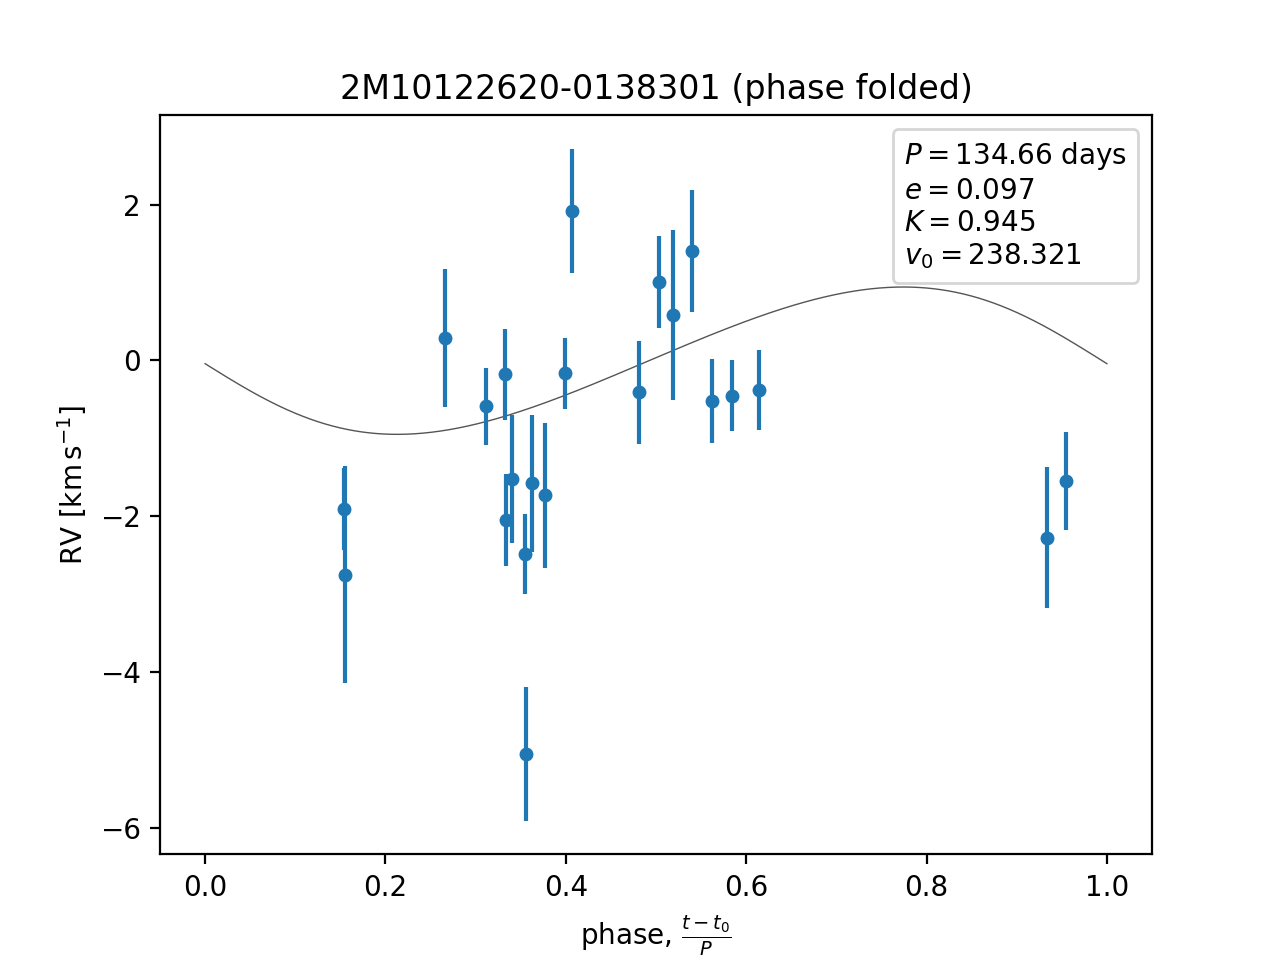 2M10122620-0138301 (phase folded)
P = 134.66 days
e = 0.097
K = 0.945
v₀ = 238.321
2
0
−2
−4
−6
RV [km s⁻¹]
0.0 0.2 0.4 0.6 0.8 1.0
phase, (t − t₀)/P